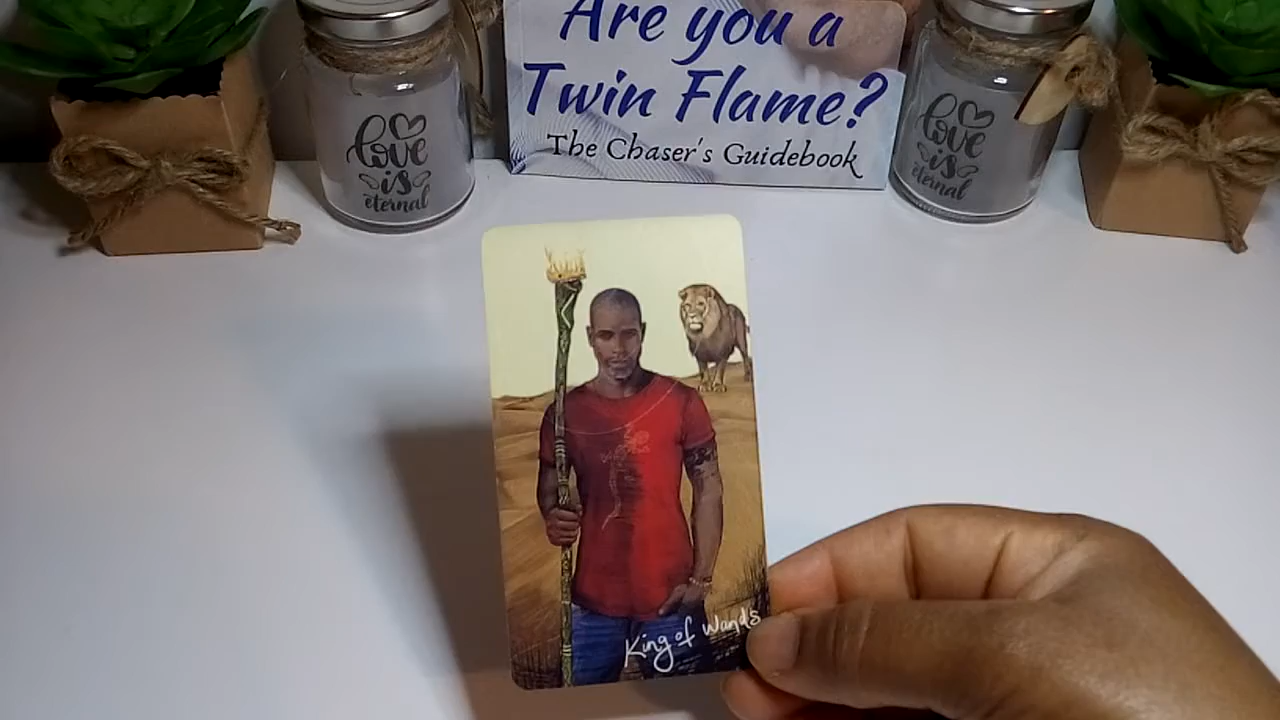 Are you a
Twin Flame?
The Chaser's Guidebook
love
is
eternal
love
is
eternal
King of Wands